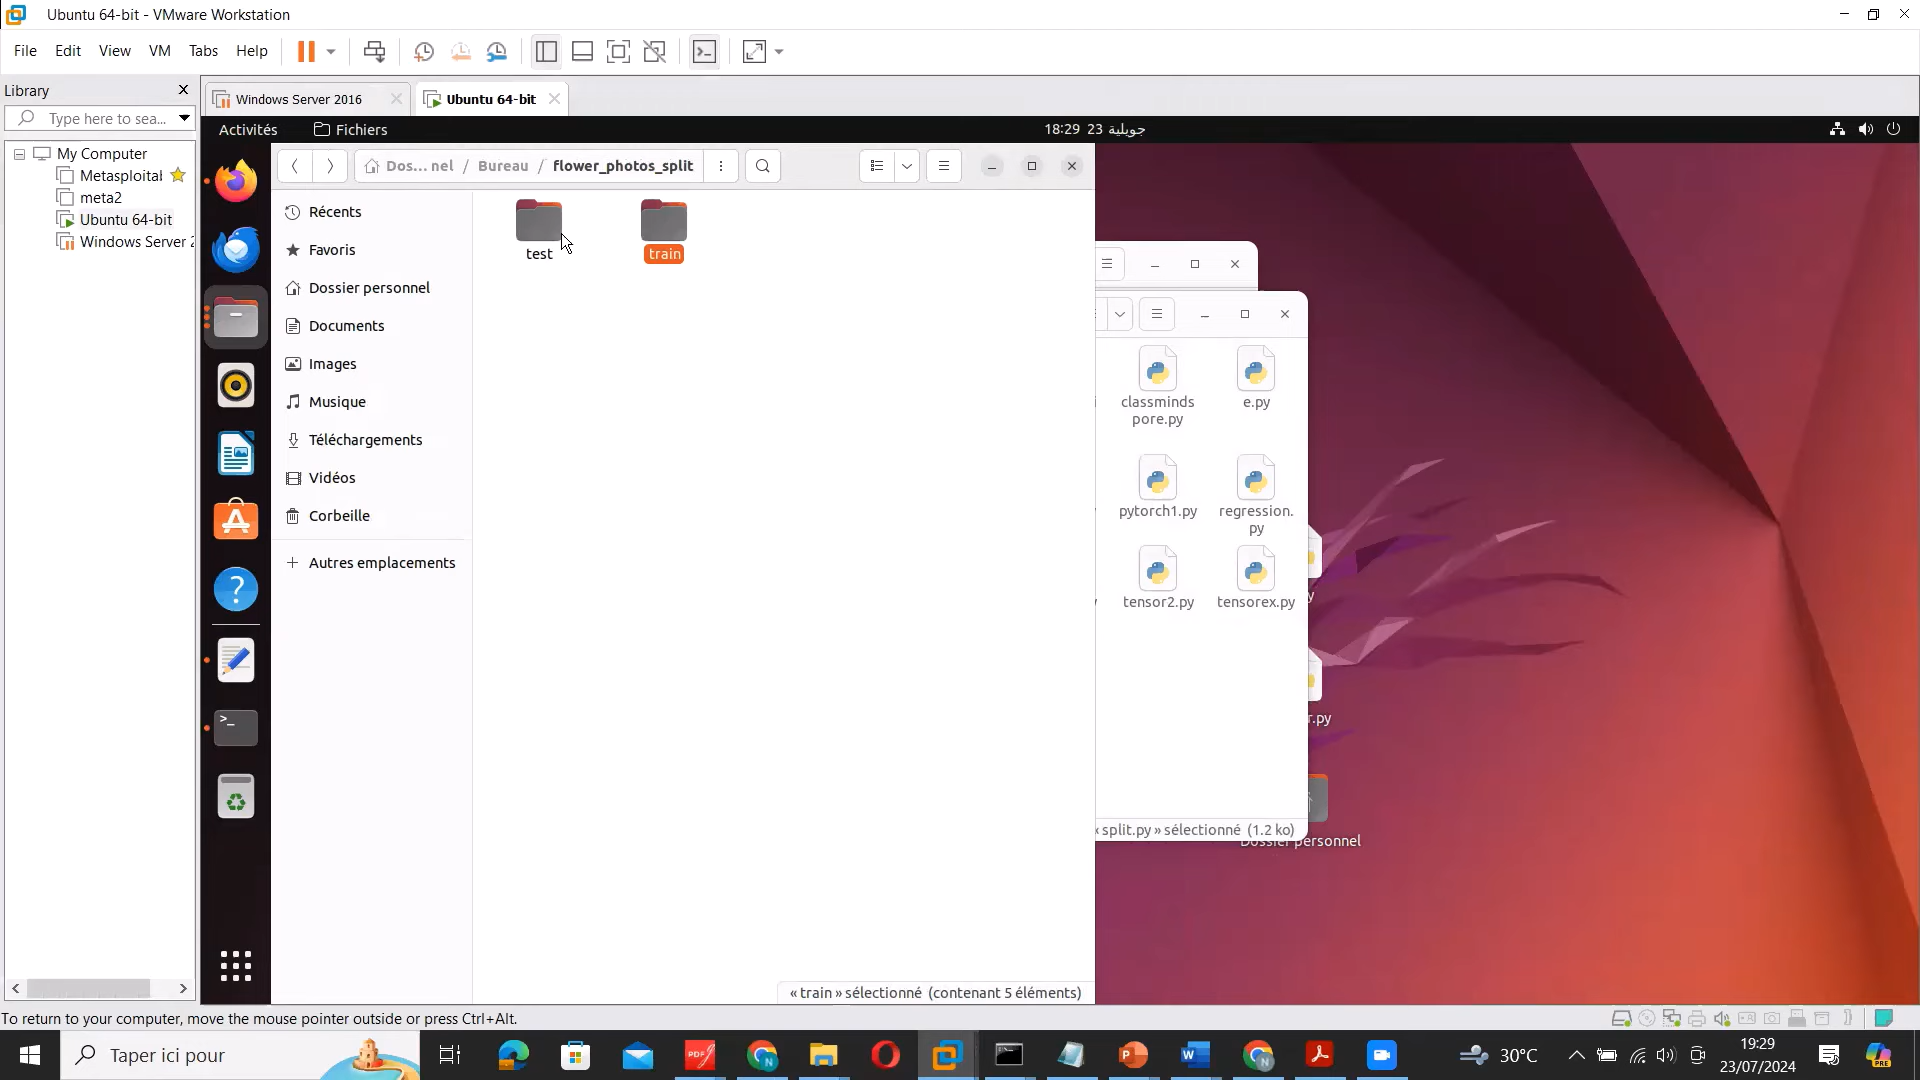 Ubuntu 64-bit - VMware Workstation
File Edit View VM Tabs Help
Library
Type here to sea...
My Computer
Metasploital
meta2
Ubuntu 64-bit
Windows Server 2
Windows Server 2016
Ubuntu 64-bit
Activités
Fichiers
18:29 23 جويلية
Dos... nel / Bureau / flower_photos_split
Récents
Favoris
Dossier personnel
Documents
Images
Musique
Téléchargements
Vidéos
Corbeille
+ Autres emplacements
test
train
« train » sélectionné (contenant 5 éléments)
classminds
pore.py
e.py
pytorch1.py
regression.
py
tensor2.py
tensorex.py
« split.py » sélectionné (1.2 ko)
y
r.py
Dossier personnel
To return to your computer, move the mouse pointer outside or press Ctrl+Alt.
Taper ici pour
PDF
N
P
W
N
30°C
19:29
23/07/2024
PRE